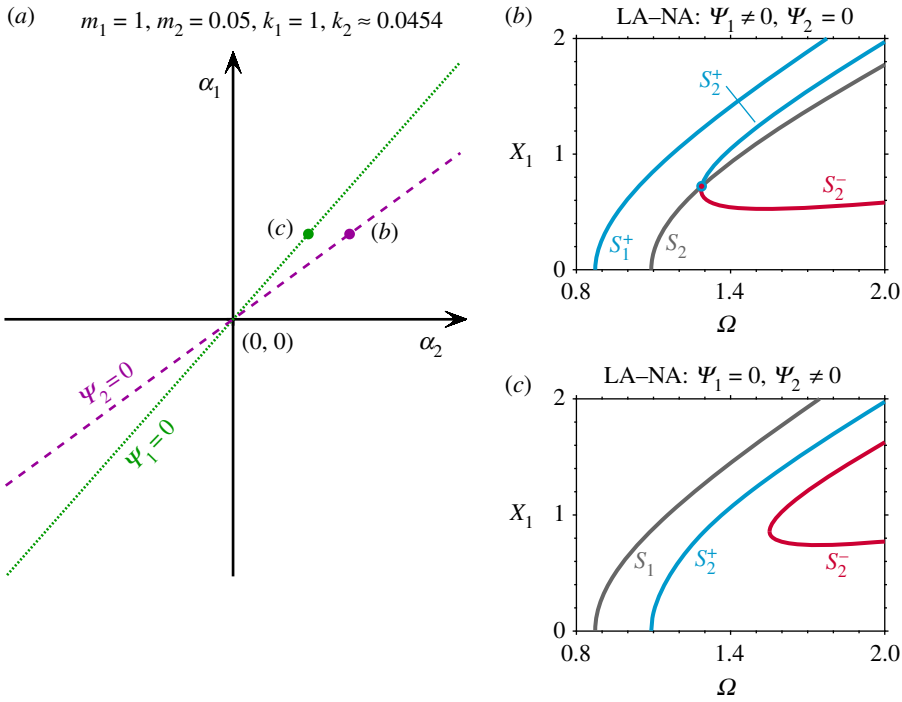 (a)
m₁ = 1, m₂ = 0.05, k₁ = 1, k₂ ≈ 0.0454
α₁
(c)
(b)
(0, 0)
α₂
Ψ₂ = 0
Ψ₁ = 0
(b)
LA–NA: Ψ₁ ≠ 0, Ψ₂ = 0
2
S₂⁺
X₁
1
S₂⁻
S₁⁺
S₂
0
0.8
1.4
2.0
Ω
(c)
LA–NA: Ψ₁ = 0, Ψ₂ ≠ 0
2
X₁
1
S₁
S₂⁺
S₂⁻
0
0.8
1.4
2.0
Ω